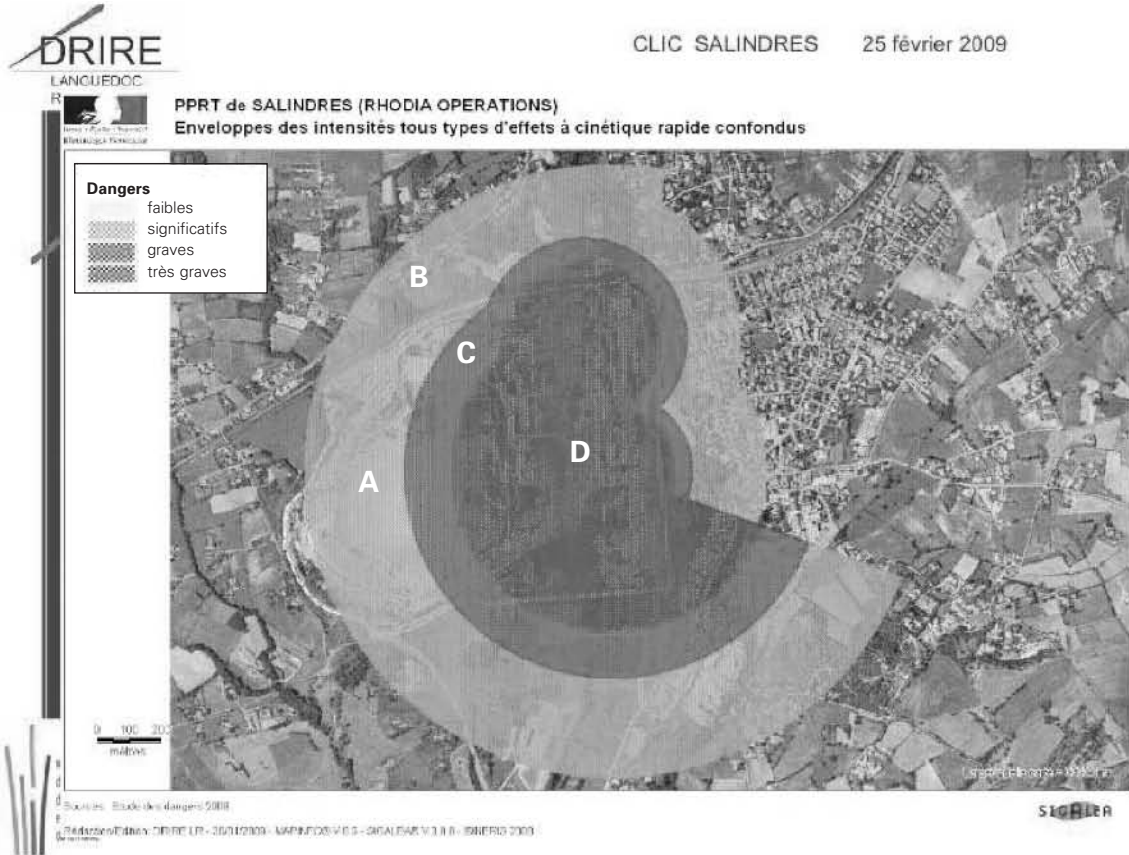 DRIRE
LANGUEDOC
R
CLIC SALINDRES 25 février 2009
PPRT de SALINDRES (RHODIA OPERATIONS)
Enveloppes des intensités tous types d'effets à cinétique rapide confondus
Dangers
faibles
significatifs
graves
très graves
B
C
D
A
0 100 200
mètres
Sources: Etude des dangers 2008
SIGALEA